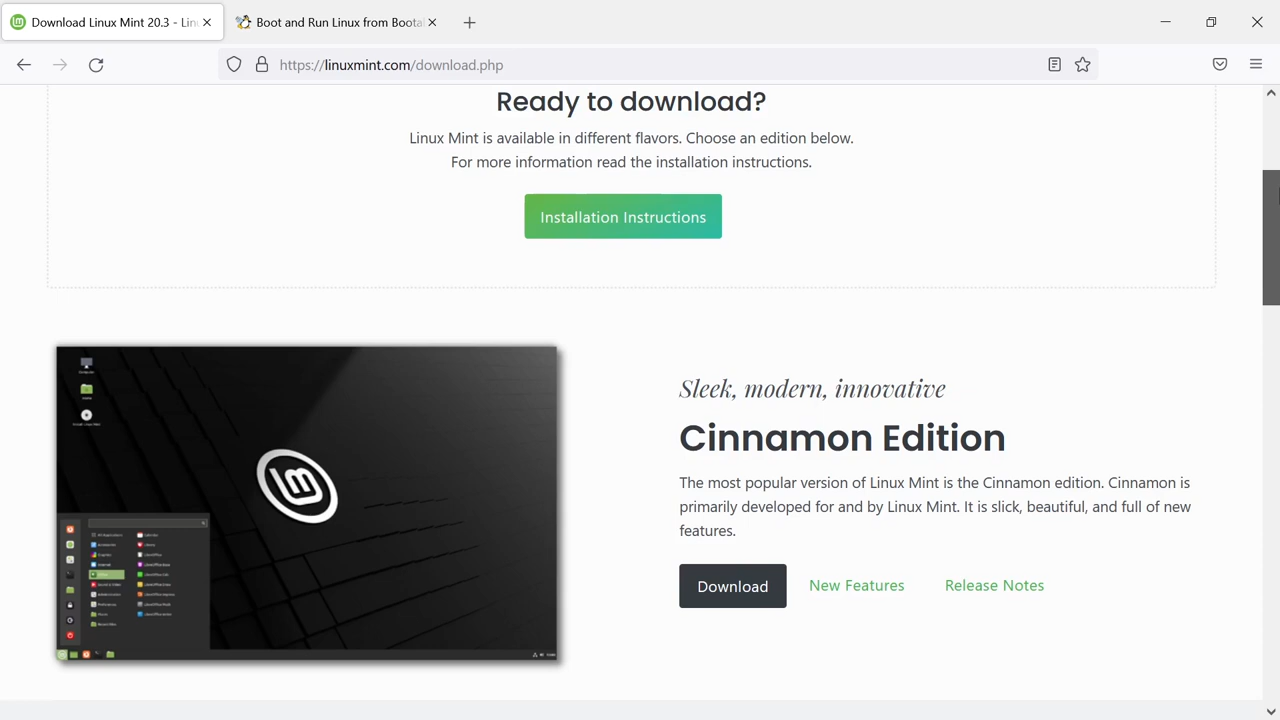 Download Linux Mint 20.3 - Lin
Boot and Run Linux from Boota
https://linuxmint.com/download.php
Ready to download?
Linux Mint is available in different flavors. Choose an edition below.
For more information read the installation instructions.
Installation Instructions
Sleek, modern, innovative
Cinnamon Edition
The most popular version of Linux Mint is the Cinnamon edition. Cinnamon is
primarily developed for and by Linux Mint. It is slick, beautiful, and full of new
features.
Download
New Features
Release Notes